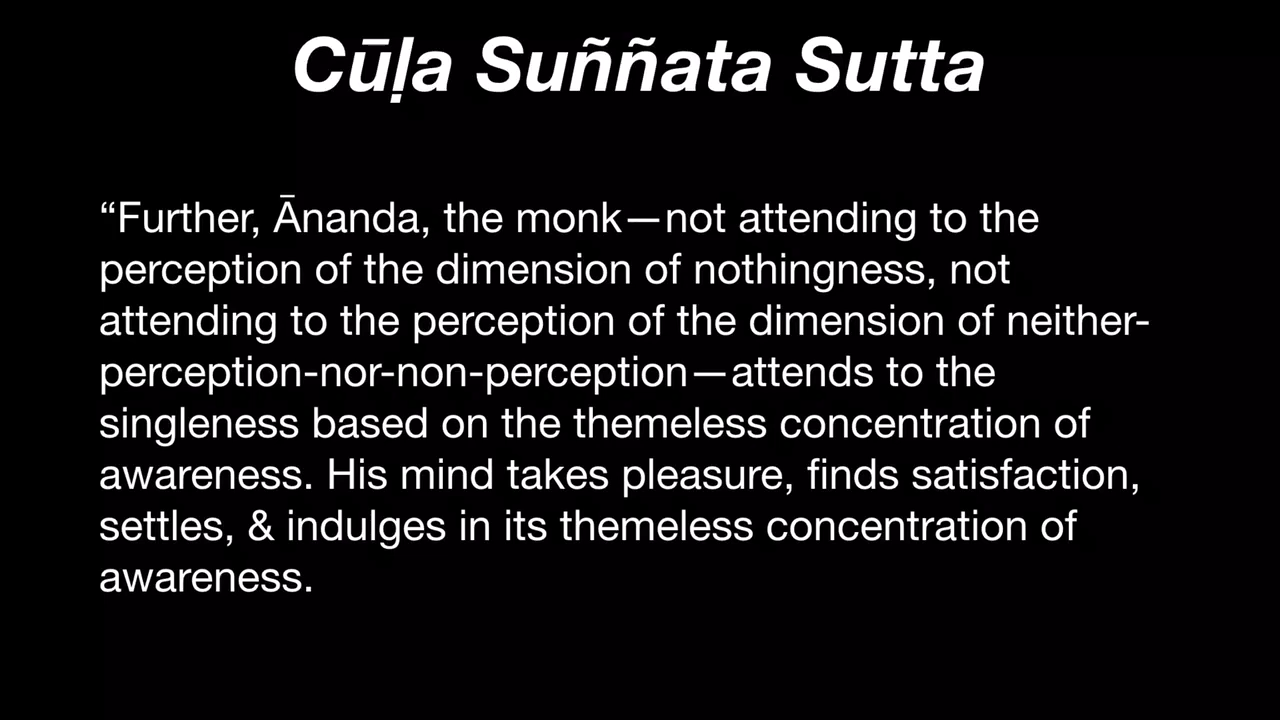 Cūḷa Suññata Sutta
“Further, Ānanda, the monk—not attending to the
perception of the dimension of nothingness, not
attending to the perception of the dimension of neither-
perception-nor-non-perception—attends to the
singleness based on the themeless concentration of
awareness. His mind takes pleasure, finds satisfaction,
settles, & indulges in its themeless concentration of
awareness.